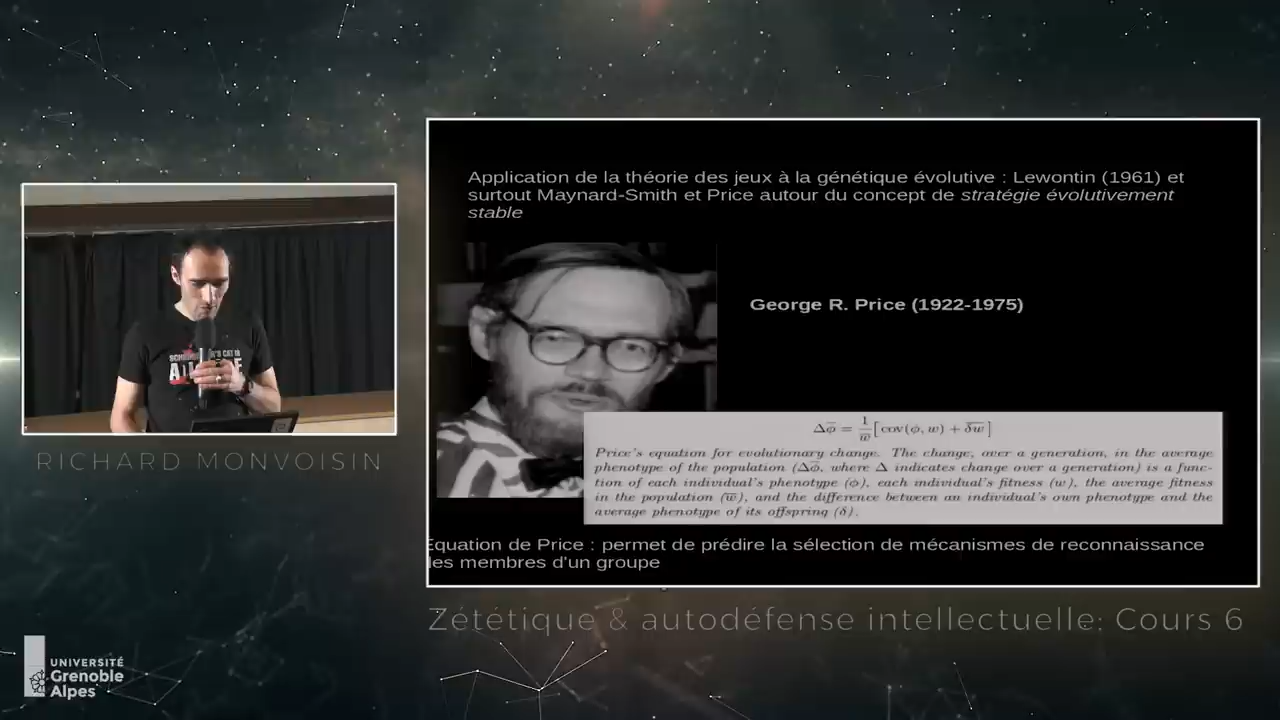 Application de la théorie des jeux à la génétique évolutive : Lewontin (1961) et
surtout Maynard-Smith et Price autour du concept de stratégie évolutivement
stable
George R. Price (1922-1975)
Δφ̅ = 1/w̅ [cov(φ, w) + δ̅w̅]
Price's equation for evolutionary change. The change, over a generation, in the average
phenotype of the population (Δφ̅, where Δ indicates change over a generation) is a func-
tion of each individual's phenotype (φ), each individual's fitness (w), the average fitness
in the population (w̅), and the difference between an individual's own phenotype and the
average phenotype of its offspring (δ).
Equation de Price : permet de prédire la sélection de mécanismes de reconnaissance
les membres d'un groupe
RICHARD MONVOISIN
Zététique & autodéfense intellectuelle: Cours 6
UNIVERSITÉ
Grenoble
Alpes